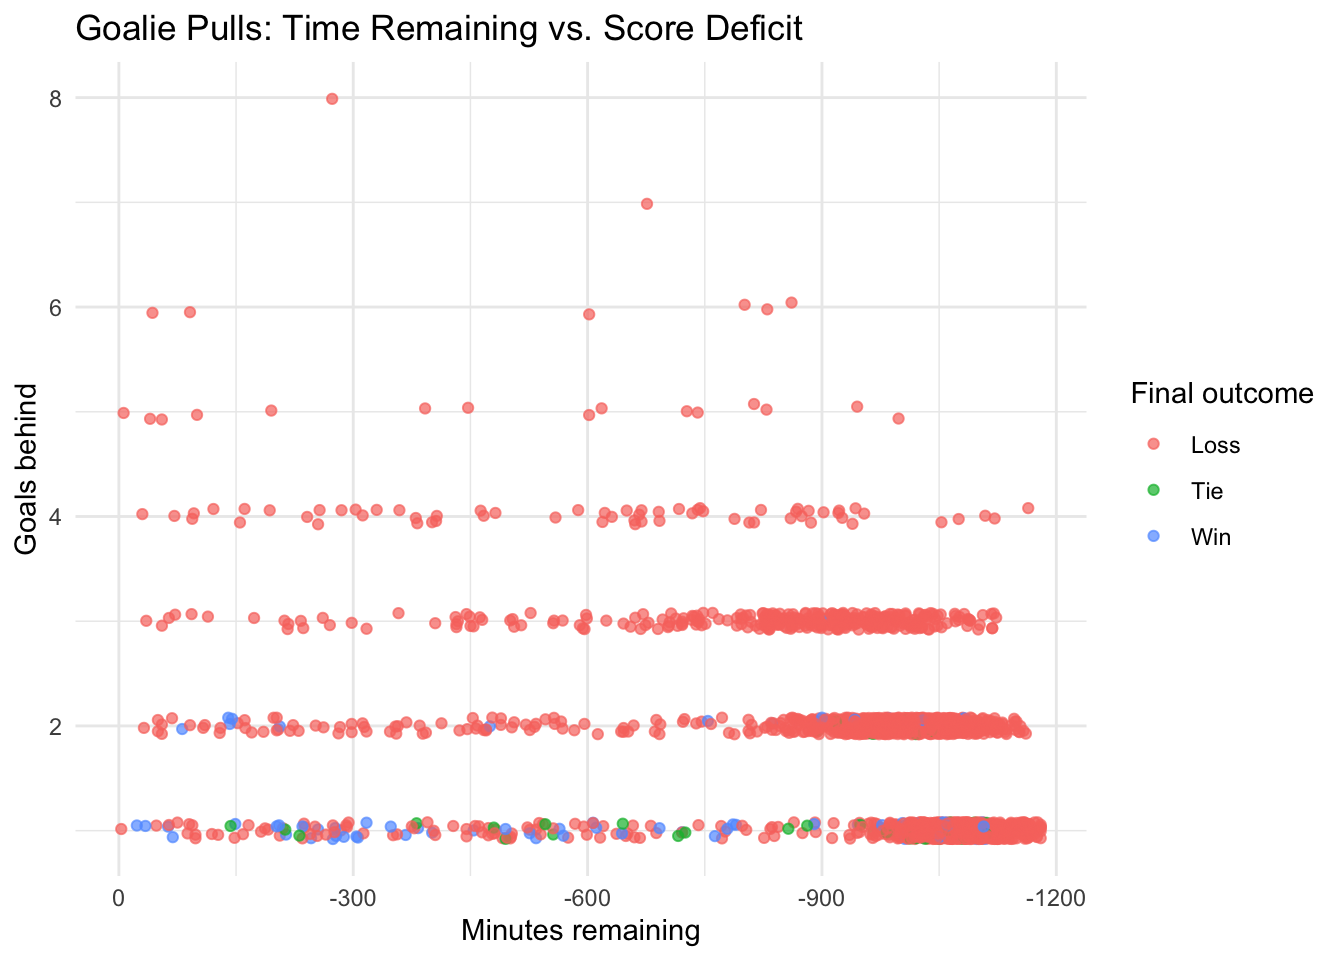 Goalie Pulls: Time Remaining vs. Score Deficit
8
6
4
2
Goals behind
0
-300
-600
-900
-1200
Minutes remaining
Final outcome
Loss
Tie
Win